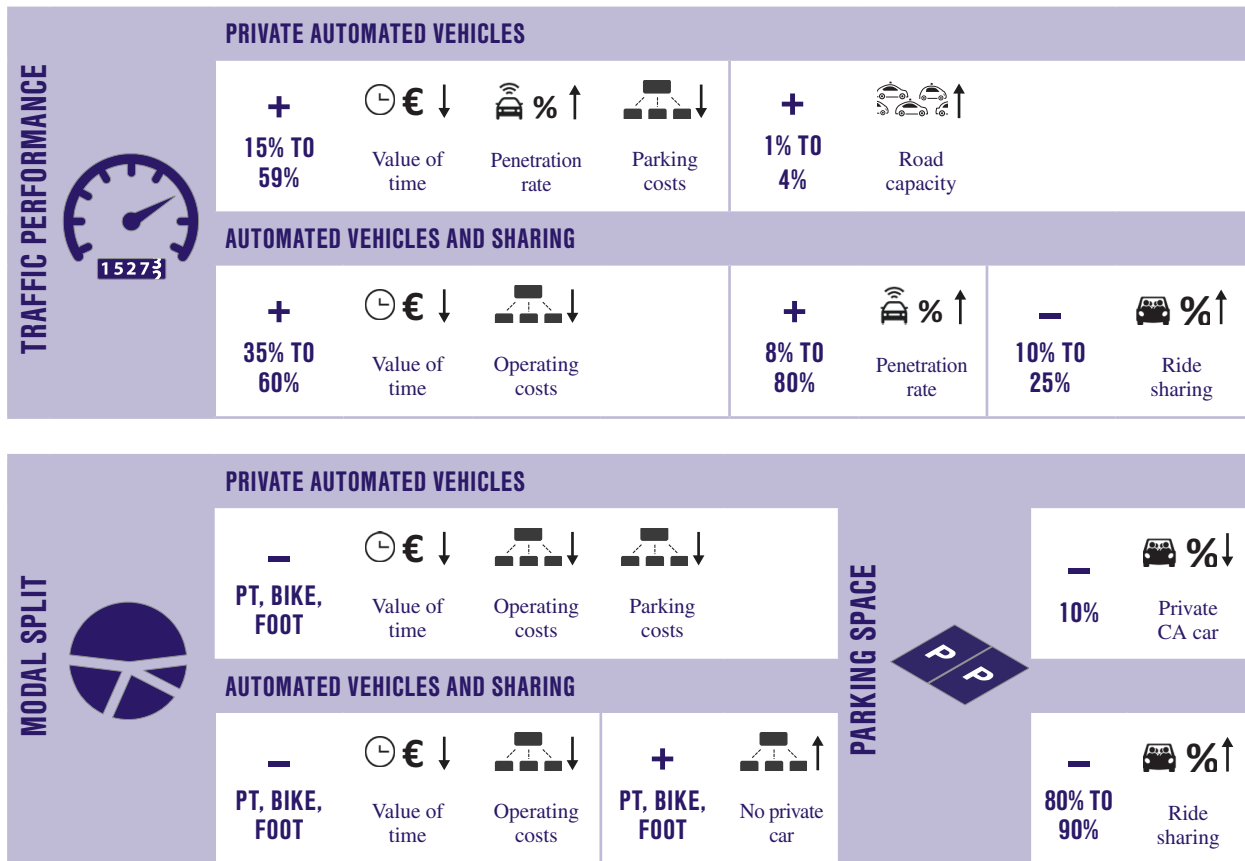 TRAFFIC PERFORMANCE
15273
PRIVATE AUTOMATED VEHICLES
+
15% TO
59%
€
Value of
time
%
Penetration
rate
Parking
costs
+
1% TO
4%
Road
capacity
AUTOMATED VEHICLES AND SHARING
+
35% TO
60%
€
Value of
time
Operating
costs
+
8% TO
80%
%
Penetration
rate
–
10% TO
25%
%
Ride
sharing
MODAL SPLIT
PRIVATE AUTOMATED VEHICLES
–
PT, BIKE,
FOOT
€
Value of
time
Operating
costs
Parking
costs
AUTOMATED VEHICLES AND SHARING
–
PT, BIKE,
FOOT
€
Value of
time
Operating
costs
+
PT, BIKE,
FOOT
No private
car
PARKING SPACE
P P
–
10%
%
Private
CA car
–
80% TO
90%
%
Ride
sharing